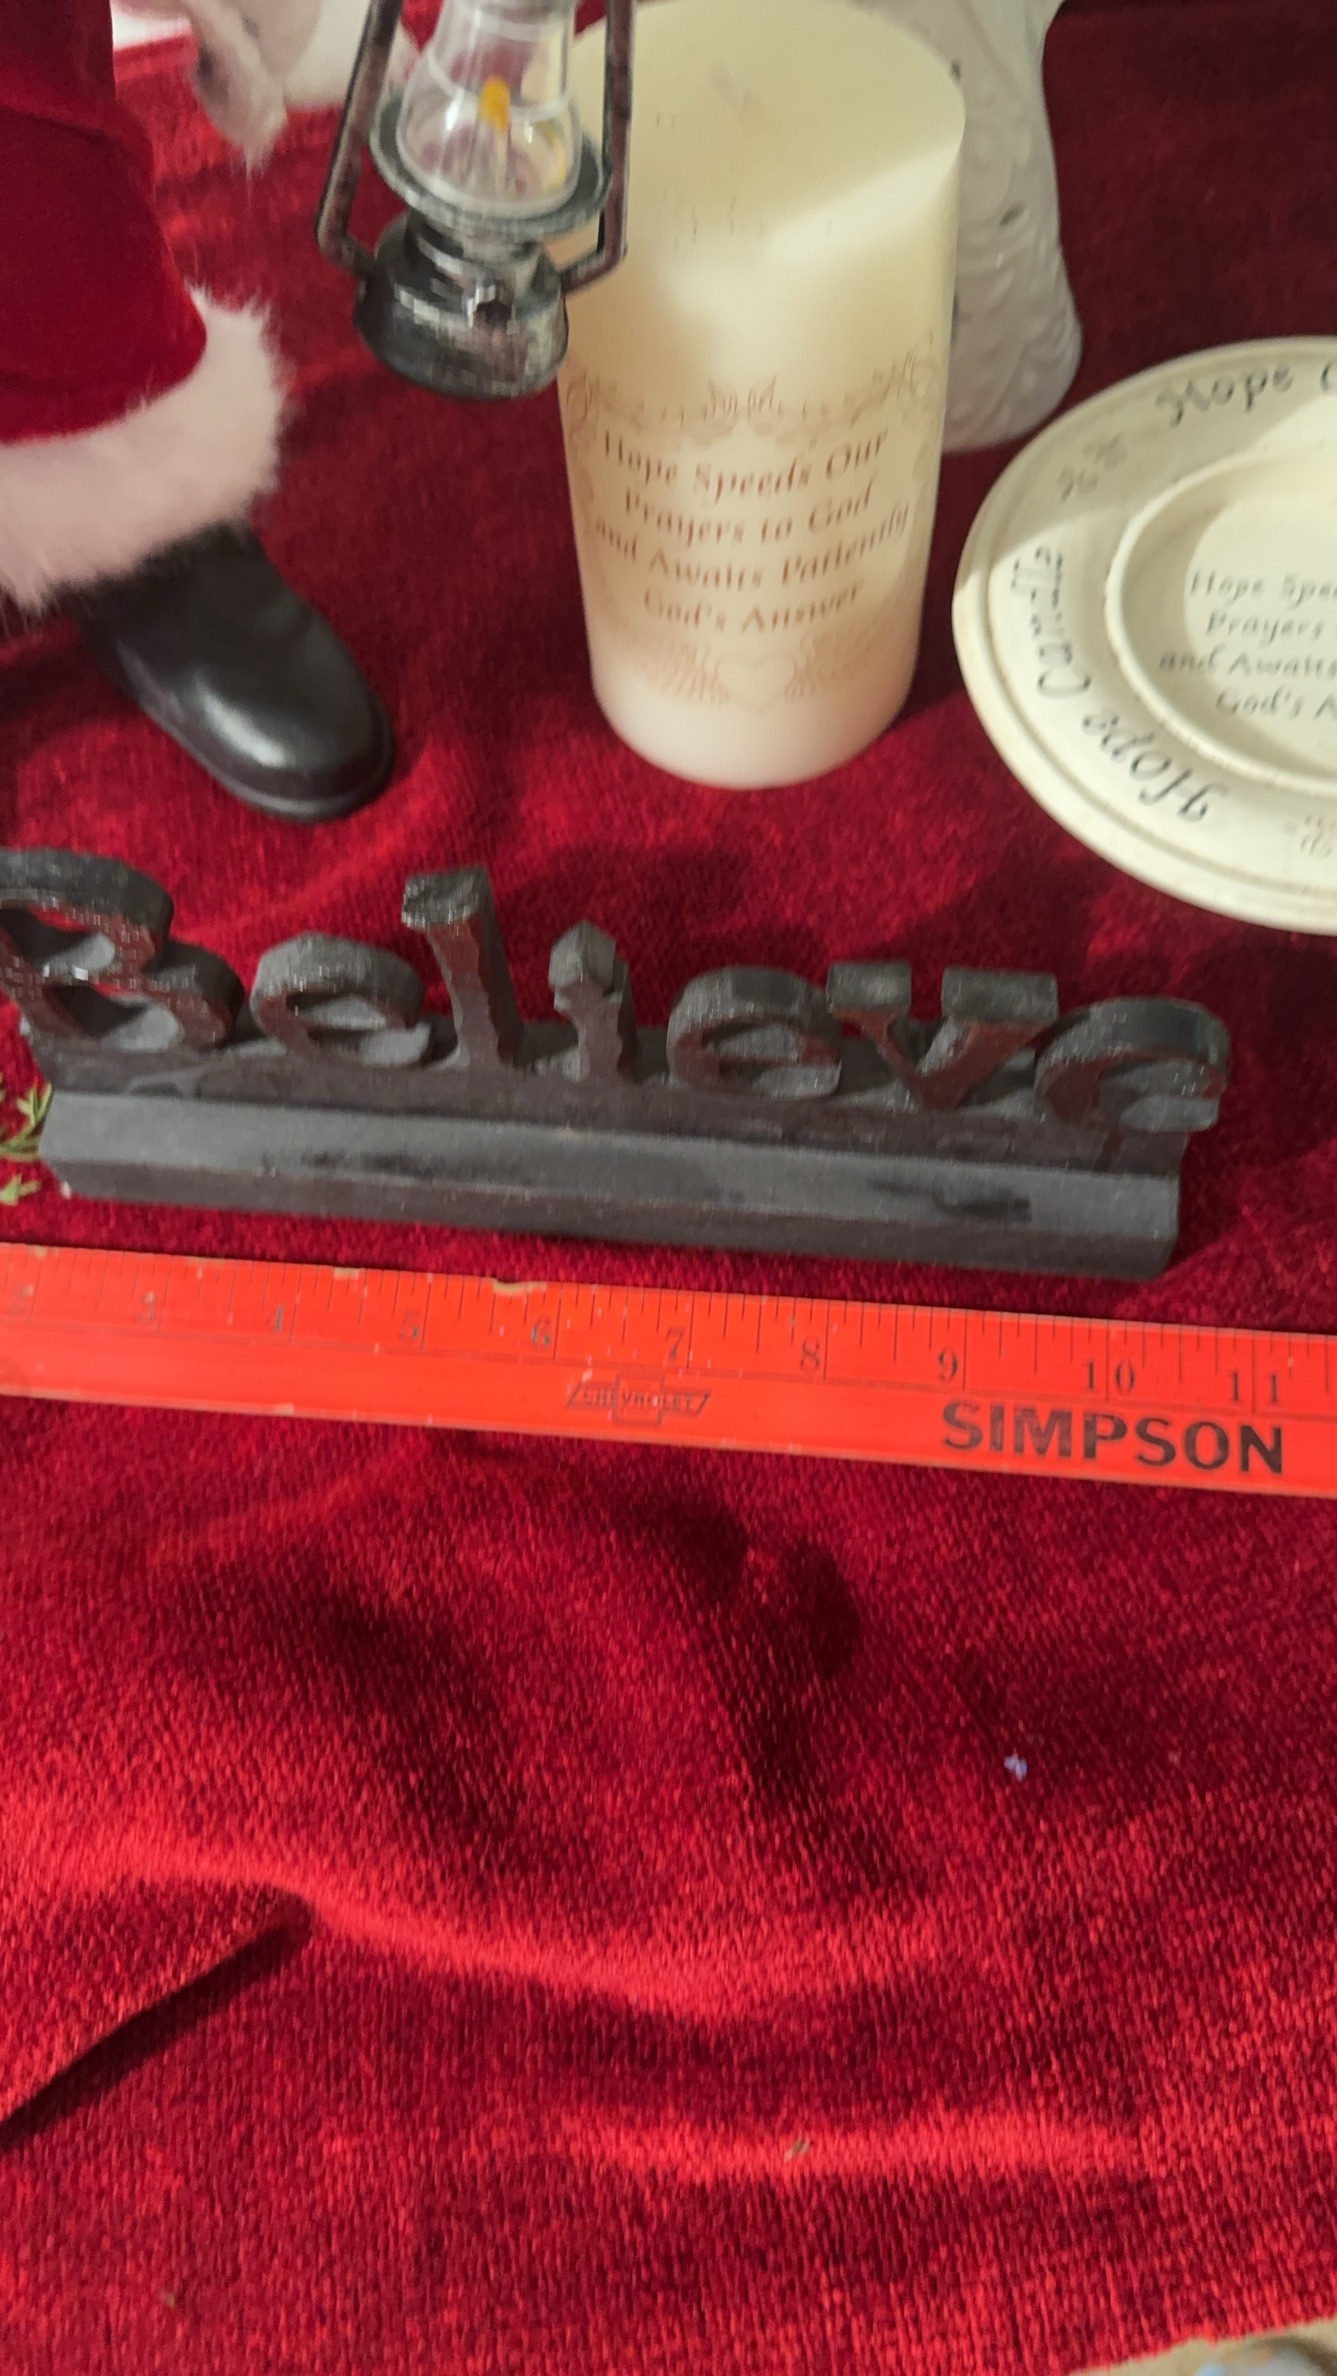 Hope Speeds Our
Prayers to God
and Awaits Patiently
God's Answer
Hope
Hope Candle
Hope
Prayers
and Awaits
God's
Believe
2 3 4 5 6 7 8 9 10 11
CHEVROLET
SIMPSON